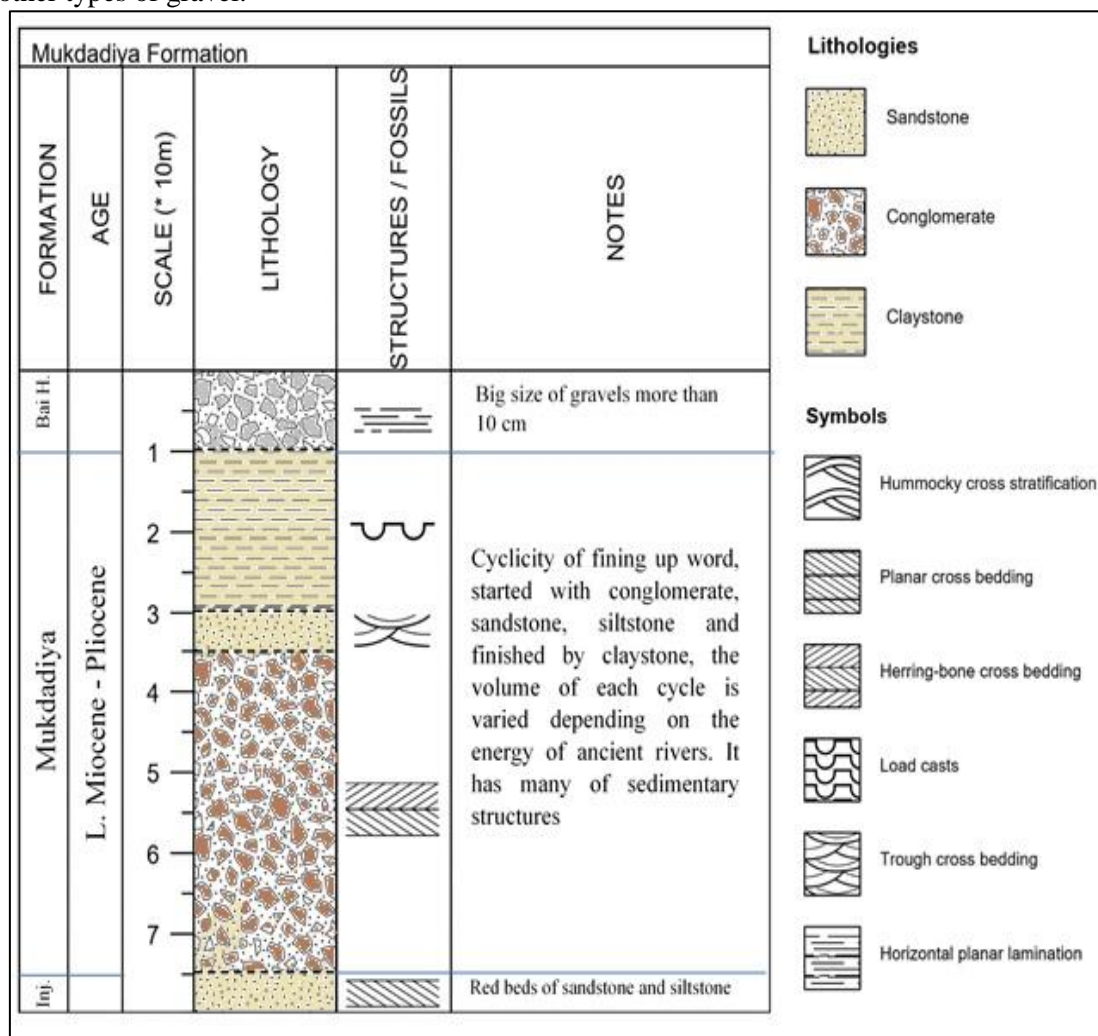 other types of gravel.
Mukdadiya Formation
FORMATION
AGE
SCALE (* 10m)
LITHOLOGY
STRUCTURES / FOSSILS
NOTES
Bai H.
Mukdadiya
Inj.
L. Miocene - Pliocene
1
2
3
4
5
6
7
Big size of gravels more than
10 cm
Cyclicity of fining up word,
started with conglomerate,
sandstone, siltstone and
finished by claystone, the
volume of each cycle is
varied depending on the
energy of ancient rivers. It
has many of sedimentary
structures
Red beds of sandstone and siltstone
Lithologies
Sandstone
Conglomerate
Claystone
Symbols
Hummocky cross stratification
Planar cross bedding
Herring-bone cross bedding
Load casts
Trough cross bedding
Horizontal planar lamination